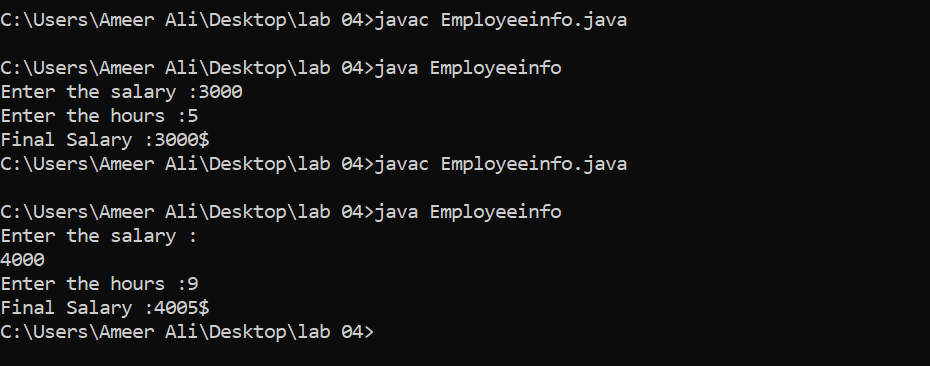 C:\Users\Ameer Ali\Desktop\lab 04>javac Employeeinfo.java
C:\Users\Ameer Ali\Desktop\lab 04>java Employeeinfo
Enter the salary :3000
Enter the hours :5
Final Salary :3000$
C:\Users\Ameer Ali\Desktop\lab 04>javac Employeeinfo.java
C:\Users\Ameer Ali\Desktop\lab 04>java Employeeinfo
Enter the salary :
4000
Enter the hours :9
Final Salary :4005$
C:\Users\Ameer Ali\Desktop\lab 04>